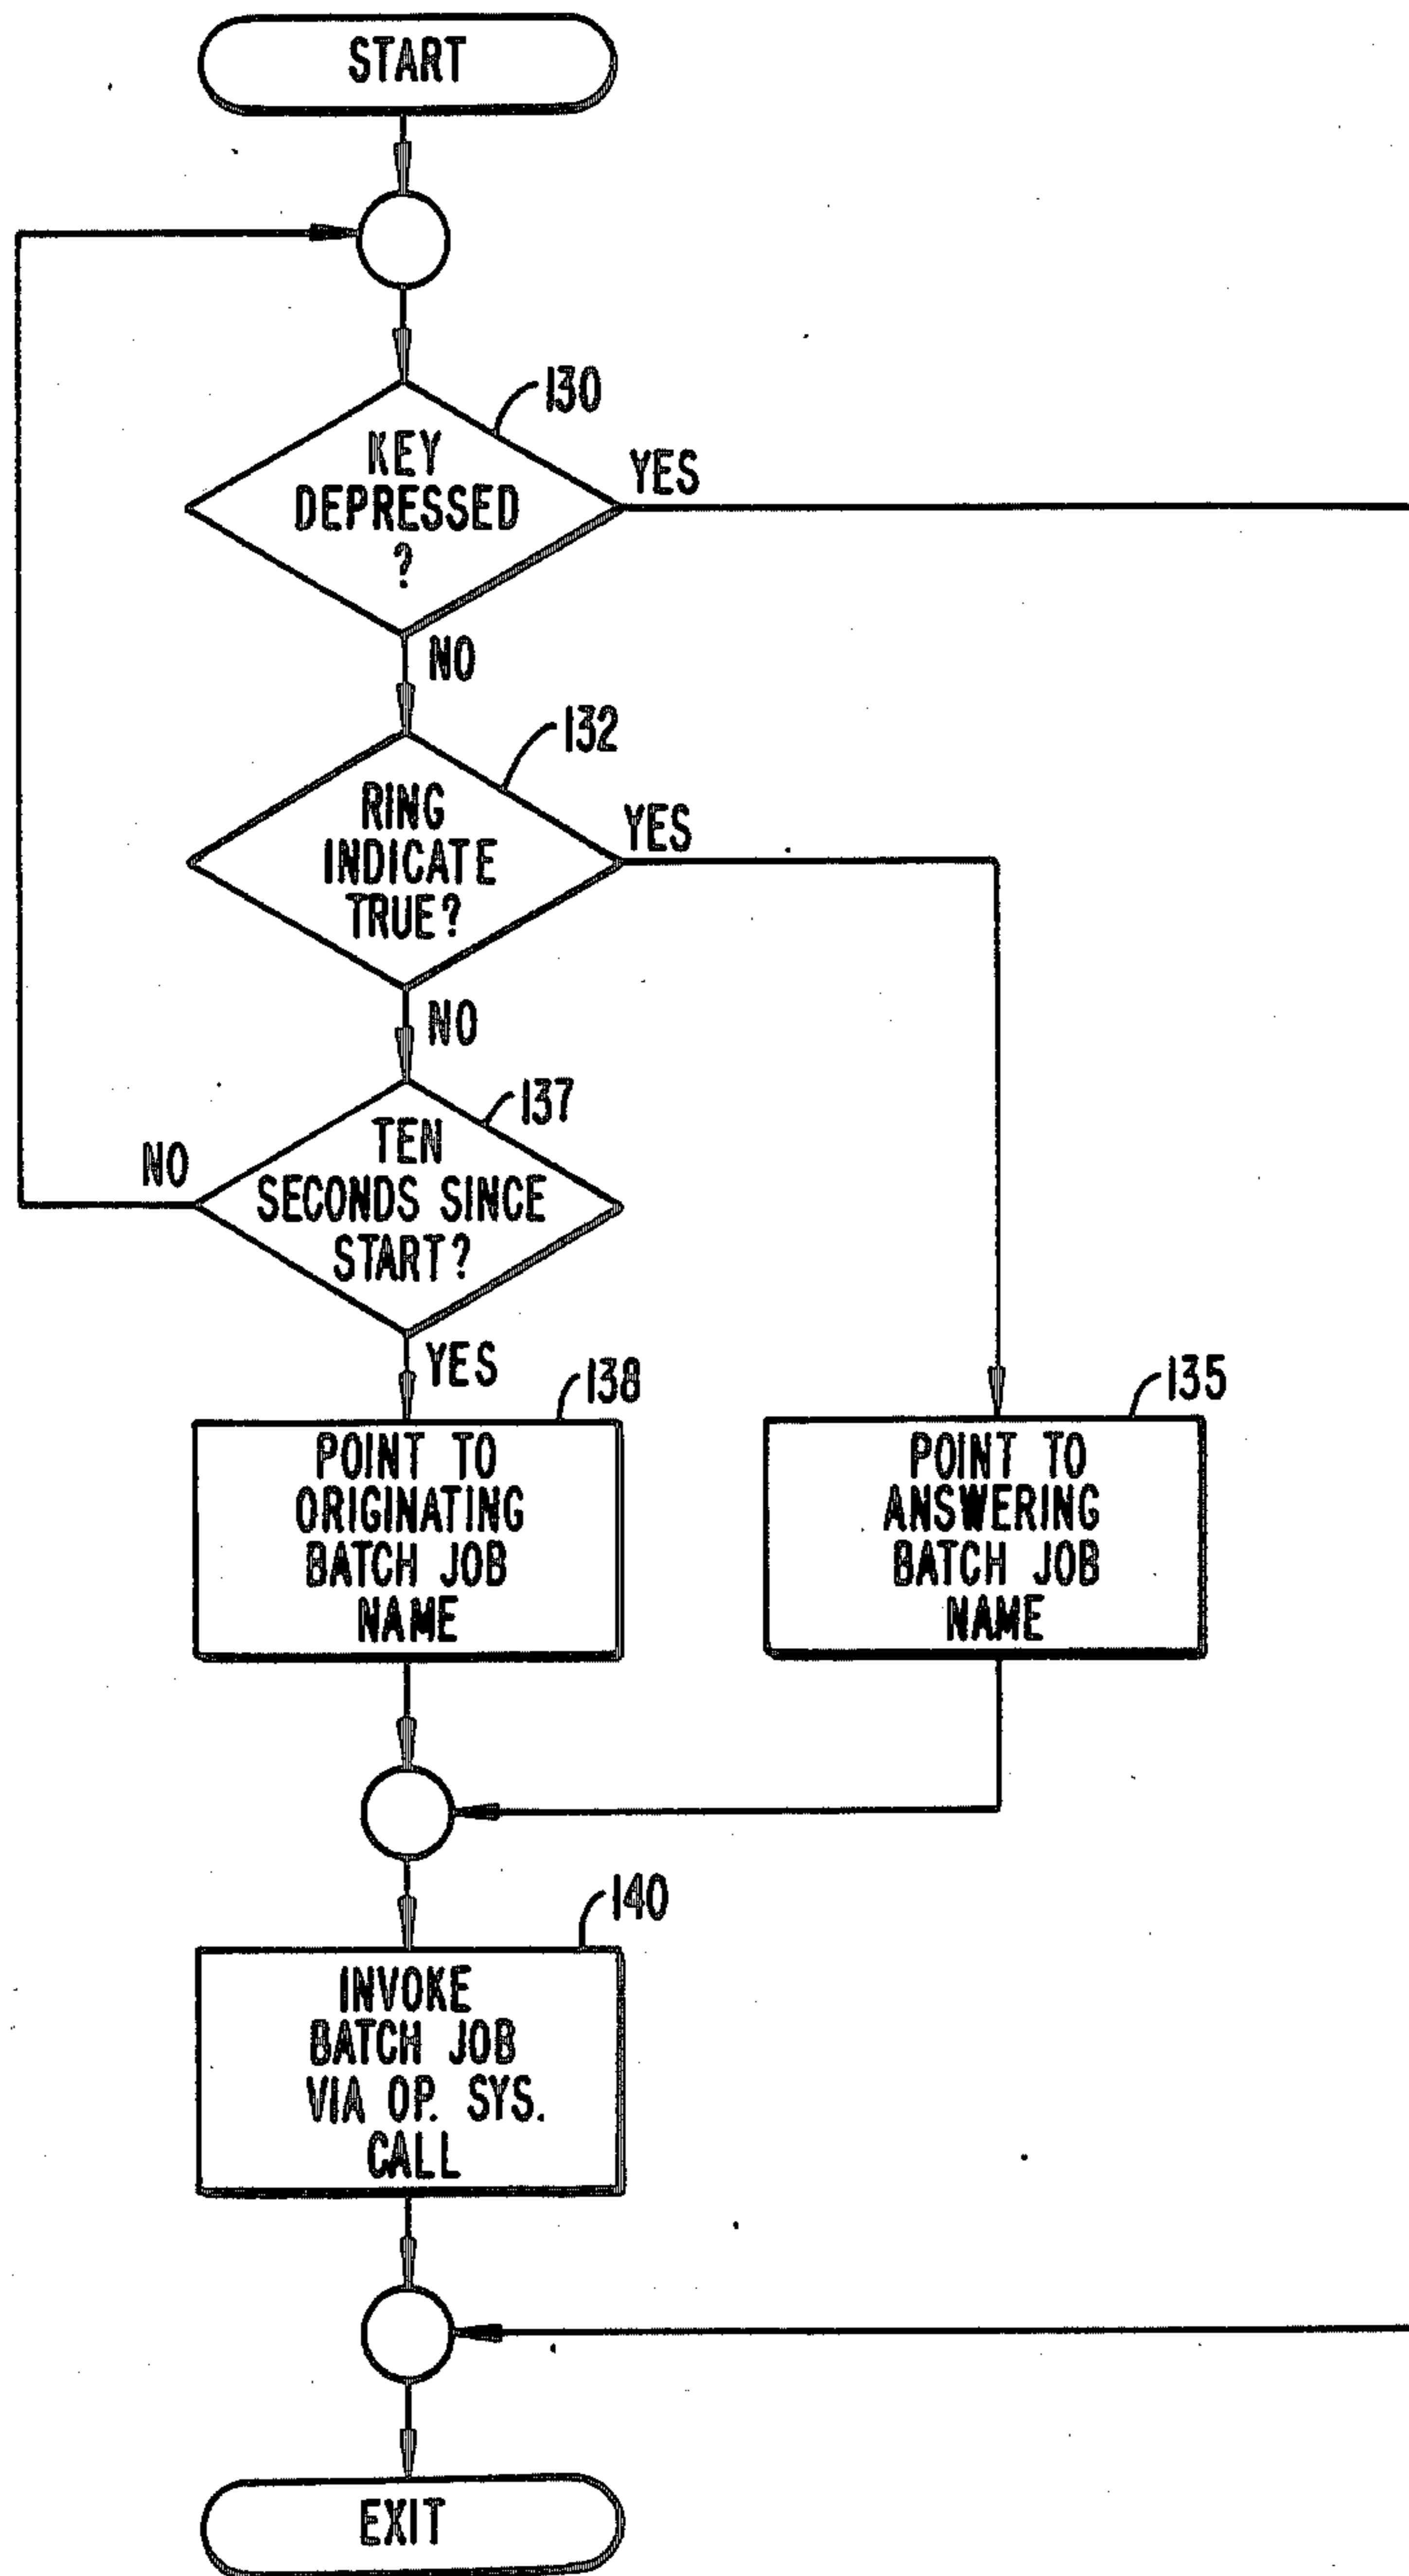 START
130
KEY
DEPRESSED
?
YES
NO
132
RING
INDICATE
TRUE?
YES
NO
137
TEN
SECONDS SINCE
START?
NO
YES
138
POINT TO
ORIGINATING
BATCH JOB
NAME
135
POINT TO
ANSWERING
BATCH JOB
NAME
140
INVOKE
BATCH JOB
VIA OP. SYS.
CALL
EXIT